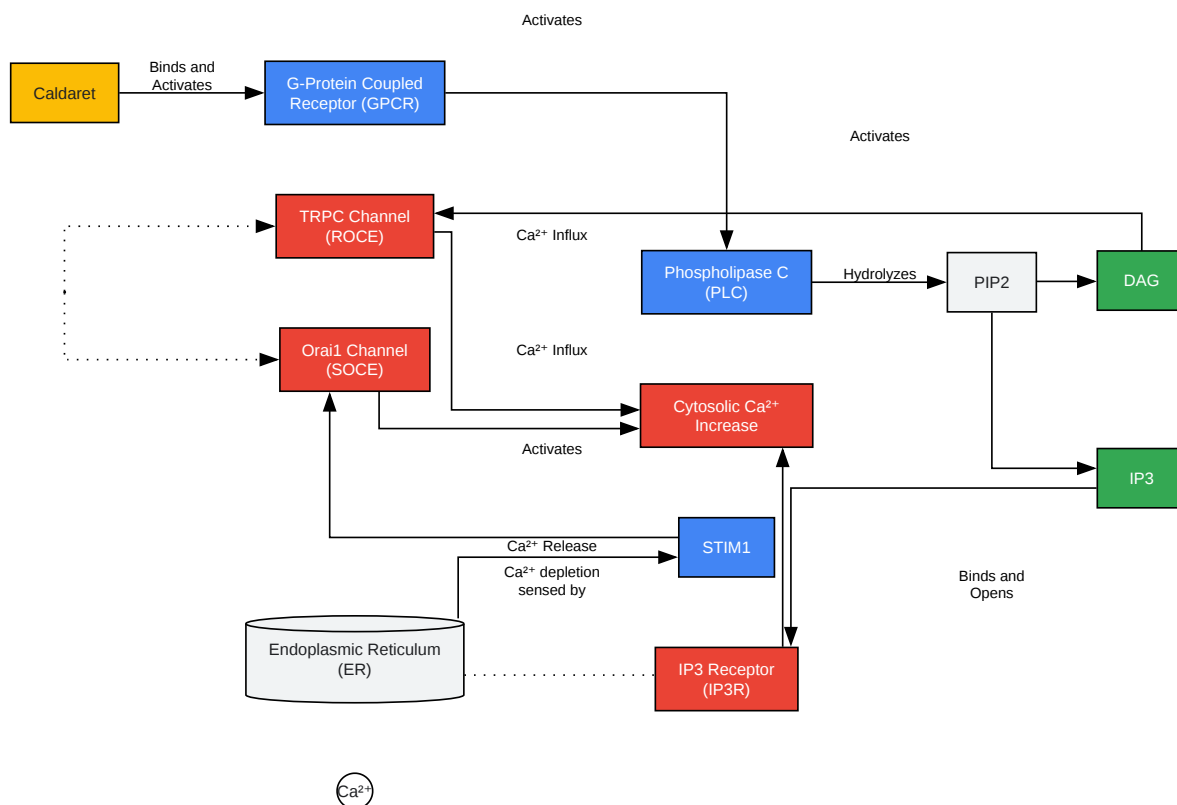 Activates
Binds and
Activates
Caldaret
G-Protein Coupled
Receptor (GPCR)
Activates
TRPC Channel
(ROCE)
Ca²⁺ Influx
Phospholipase C
(PLC)
Hydrolyzes
PIP2
DAG
Orai1 Channel
(SOCE)
Ca²⁺ Influx
Cytosolic Ca²⁺
Increase
Activates
IP3
STIM1
Ca²⁺ Release
Ca²⁺ depletion
sensed by
Binds and
Opens
Endoplasmic Reticulum
(ER)
IP3 Receptor
(IP3R)
Ca²⁺